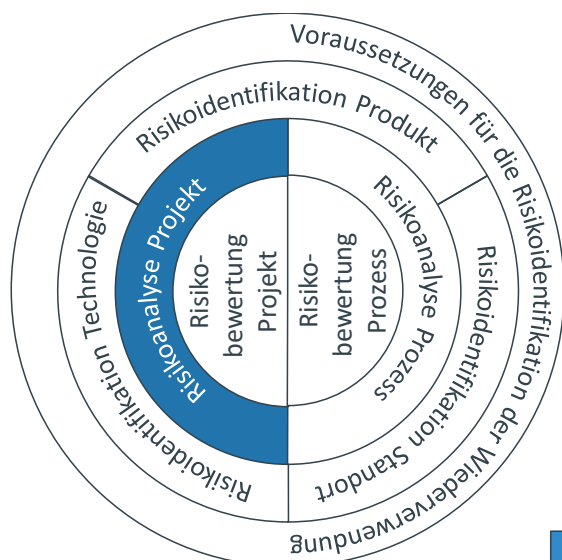 Voraussetzungen für die Risikoidentifikation der Wiederverwendung
Risikoidentifikation Produkt
Risikoidentifikation Technologie
Risikoidentifikation Standort
Risikoanalyse Projekt
Risikoanalyse Prozess
Risiko-
bewertung
Projekt
Risiko-
bewertung
Prozess